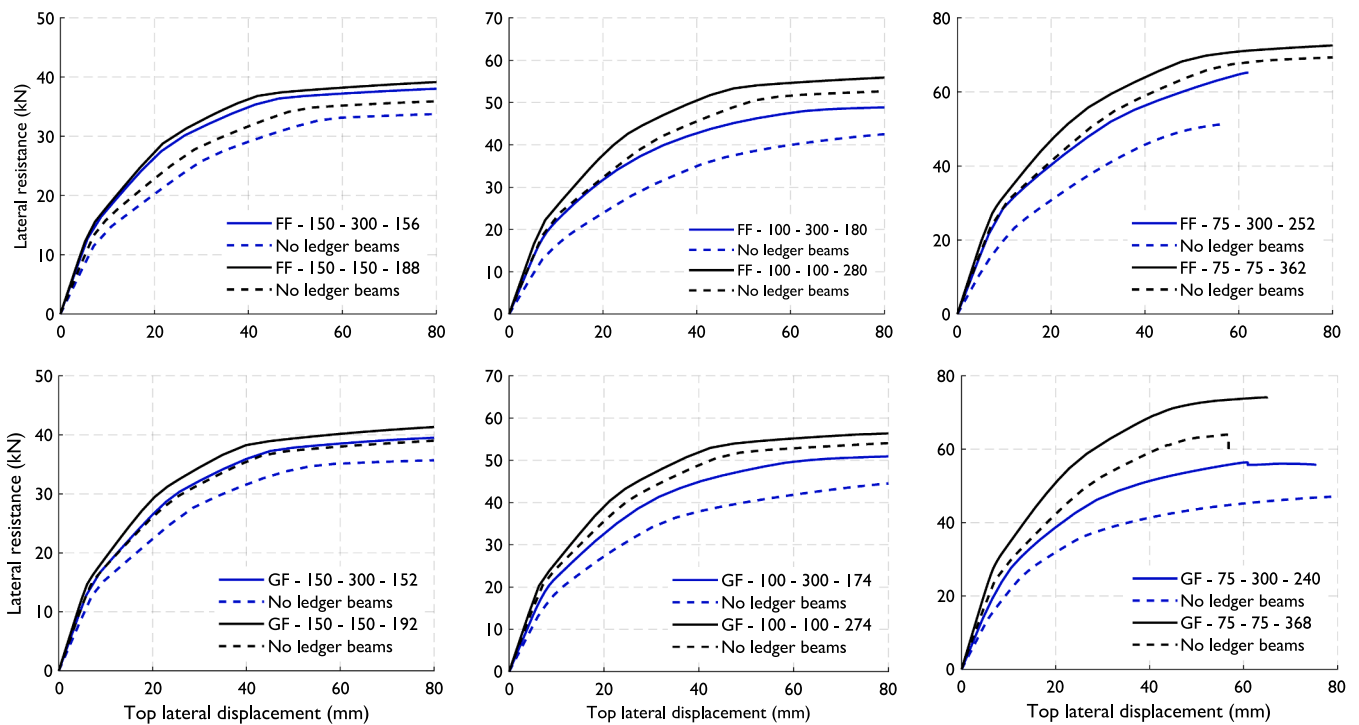 50
40
30
20
10
0
Lateral resistance (kN)
FF - 150 - 300 - 156
No ledger beams
FF - 150 - 150 - 188
No ledger beams
0 20 40 60 80
70
60
50
40
30
20
10
0
FF - 100 - 300 - 180
No ledger beams
FF - 100 - 100 - 280
No ledger beams
0 20 40 60 80
80
60
40
20
0
FF - 75 - 300 - 252
No ledger beams
FF - 75 - 75 - 362
No ledger beams
0 20 40 60 80
50
40
30
20
10
0
Lateral resistance (kN)
GF - 150 - 300 - 152
No ledger beams
GF - 150 - 150 - 192
No ledger beams
0 20 40 60 80
Top lateral displacement (mm)
70
60
50
40
30
20
10
0
GF - 100 - 300 - 174
No ledger beams
GF - 100 - 100 - 274
No ledger beams
0 20 40 60 80
Top lateral displacement (mm)
80
60
40
20
0
GF - 75 - 300 - 240
No ledger beams
GF - 75 - 75 - 368
No ledger beams
0 20 40 60 80
Top lateral displacement (mm)